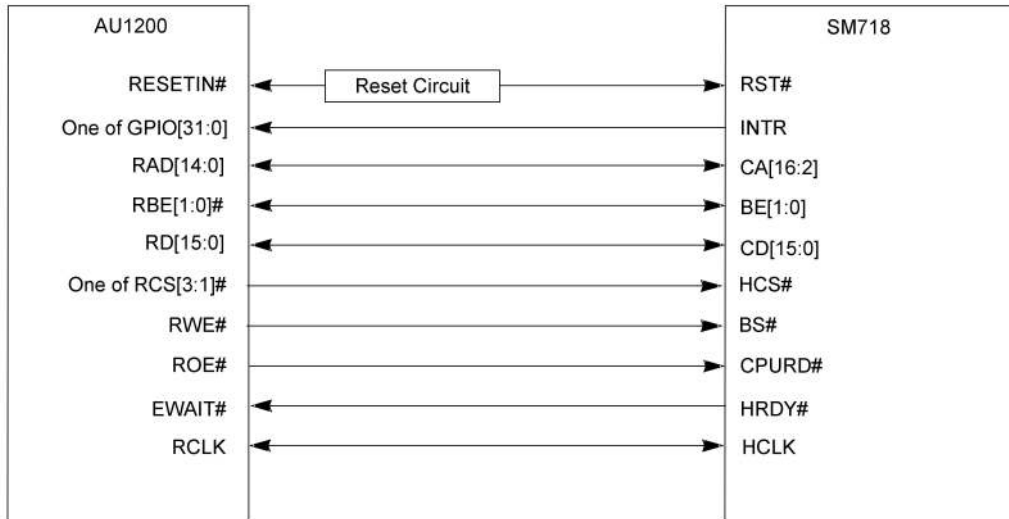 AU1200 SM718
RESETIN# Reset Circuit RST#
One of GPIO[31:0] INTR
RAD[14:0] CA[16:2]
RBE[1:0]# BE[1:0]
RD[15:0] CD[15:0]
One of RCS[3:1]# HCS#
RWE# BS#
ROE# CPURD#
EWAIT# HRDY#
RCLK HCLK